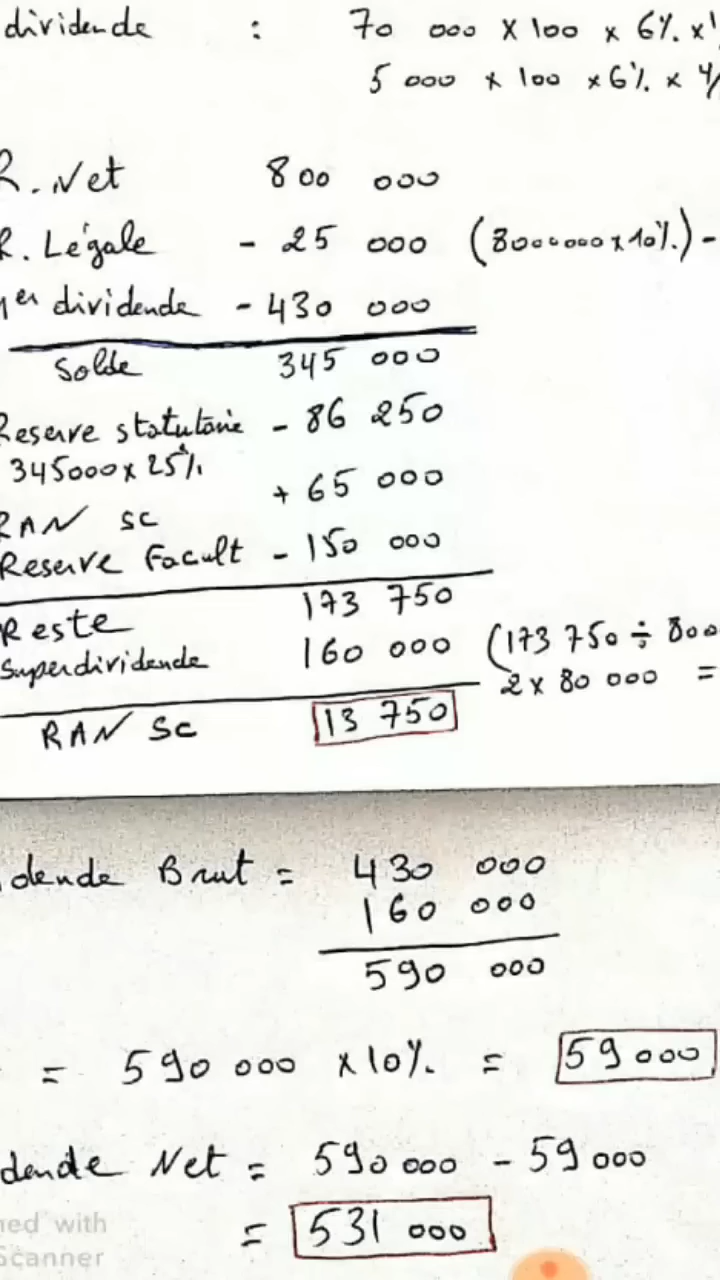 dividende : 70 000 x 100 x 6% x
5 000 x 100 x 6% x 4/
R. Net 800 000
R. Légale - 25 000 (8000000 x 10%) -
1er dividende - 430 000
Solde 345 000
Reserve statutaire - 86 250
345000 x 25%
+ 65 000
RAN SC
Reserve Facult - 150 000
Reste 173 750
Superdividende 160 000 (173 750 ÷ 800
2 x 80 000 =
RAN SC 13 750
dende Brut = 430 000
160 000
590 000
= 590 000 x 10% = 59 000
dende Net = 590 000 - 59 000
= 531 000
ned with
Scanner